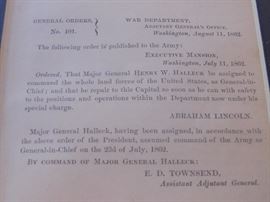 GENERAL ORDERS,
No. 101.
WAR DEPARTMENT,
ADJUTANT GENERAL'S OFFICE,
Washington, August 11, 1862.
The following order is published to the Army:
EXECUTIVE MANSION,
Washington, July 11, 1862.
Ordered, That Major General HENRY W. HALLECK be assigned to
command the whole land forces of the United States, as General-in-
Chief; and that he repair to this Capital so soon as he can with safety
to the positions and operations within the Department now under his
special charge.
ABRAHAM LINCOLN.
Major General Halleck, having been assigned, in accordance with
the above order of the President, assumed command of the Army as
General-in-Chief on the 23d of July, 1862.
BY COMMAND OF MAJOR GENERAL HALLECK:
E. D. TOWNSEND,
Assistant Adjutant General.